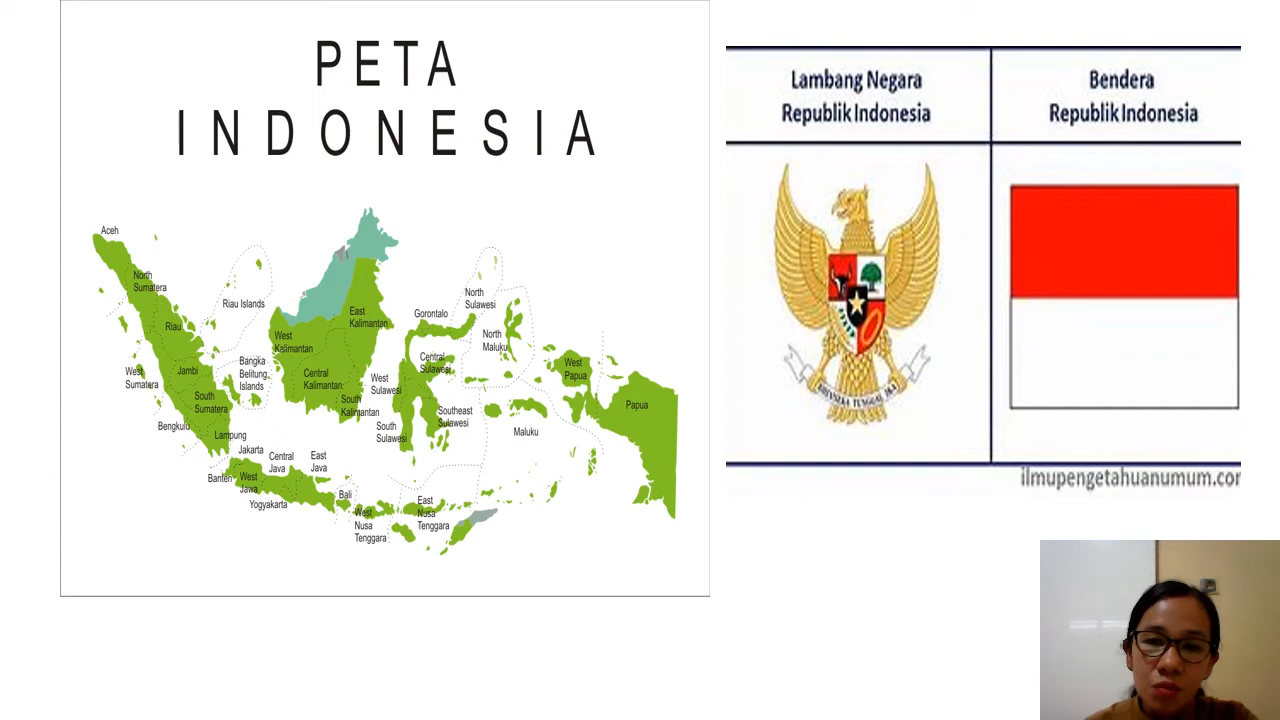 PETA
INDONESIA
Aceh
North
Sumatera
Riau Islands
Riau
Jambi
West
Sumatera
Bangka
Belitung
Islands
South
Sumatera
Bengkulu
Lampung
Jakarta
Banten
West
Jawa
Central
Java
East
Java
Yogyakarta
Bali
West
Nusa
Tenggara
East
Nusa
Tenggara
West
Kalimantan
East
Kalimantan
Central
Kalimantan
South
Kalimantan
Gorontalo
North
Sulawesi
Central
Sulawesi
West
Sulawesi
South
Sulawesi
Southeast
Sulawesi
North
Maluku
Maluku
West
Papua
Papua
Lambang Negara
Republik Indonesia
Bendera
Republik Indonesia
TUNGGAL IKA
ilmupengetahuanumum.cor